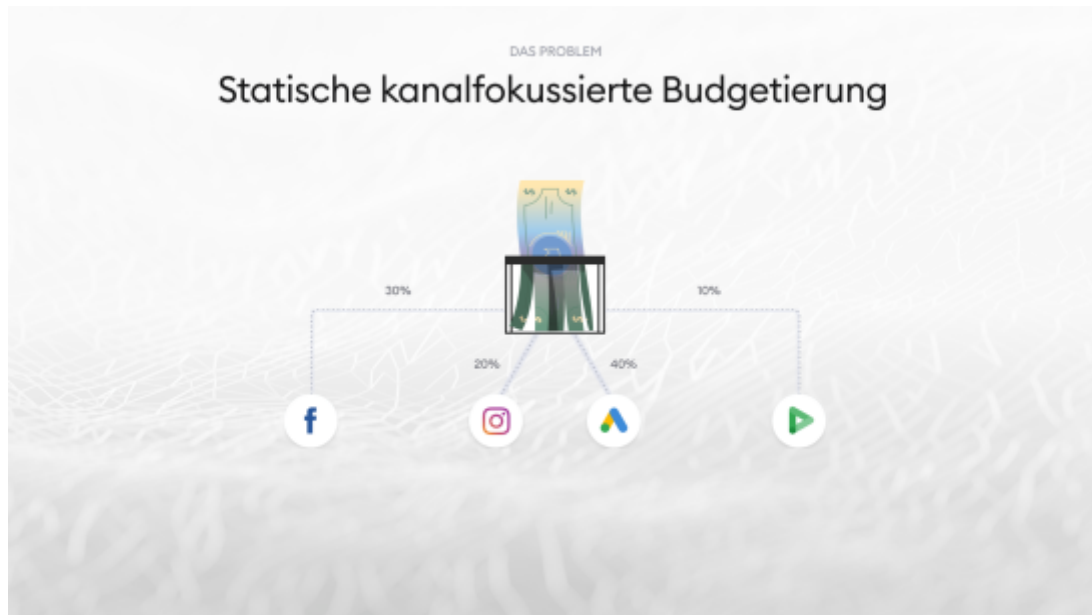 DAS PROBLEM
Statische kanalfokussierte Budgetierung
30%
10%
20%
40%